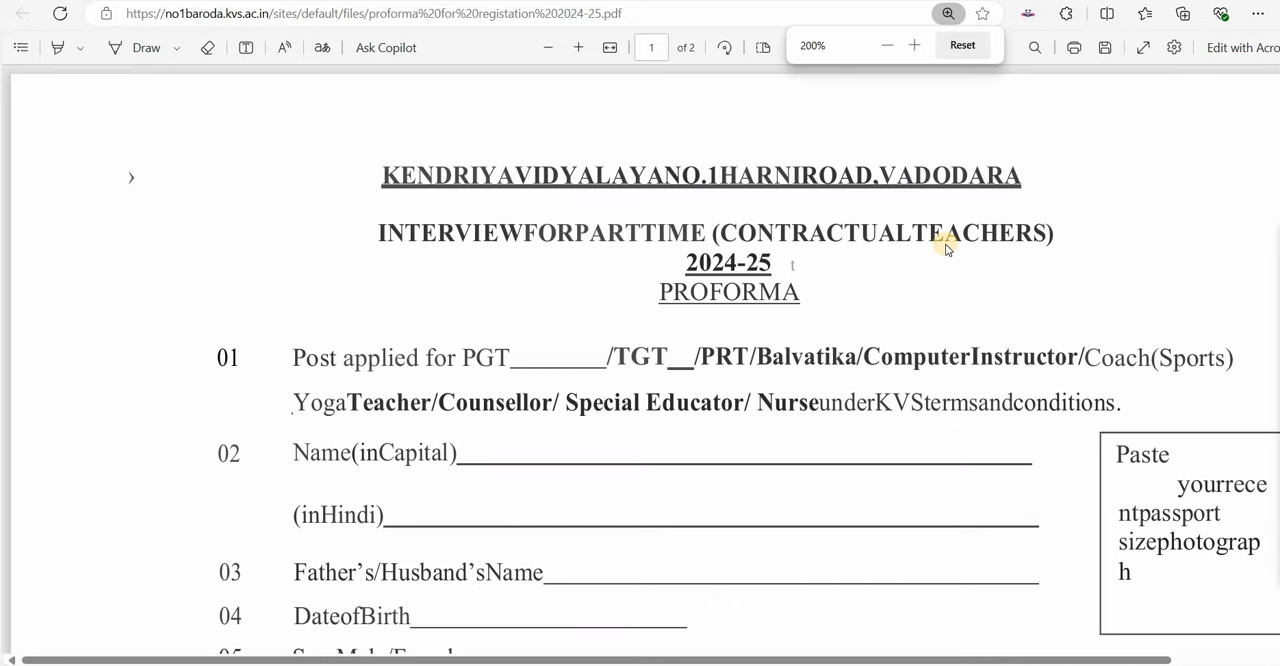 https://no1baroda.kvs.ac.in/sites/default/files/proforma%20for%20registation%202024-25.pdf
Draw
Ask Copilot
1 of 2
200%
Reset
Edit with Acro
KENDRIYAVIDYALAYANO.1HARNIROAD,VADODARA
INTERVIEWFORPARTTIME (CONTRACTUALTEACHERS)
2024-25 t
PROFORMA
01 Post applied for PGT________/TGT__/PRT/Balvatika/ComputerInstructor/Coach(Sports)
YogaTeacher/Counsellor/ Special Educator/ NurseunderKVStermsandconditions.
02 Name(inCapital)
Paste
yourrece
ntpassport
sizephotograp
h
(inHindi)
03 Father's/Husband'sName
04 DateofBirth